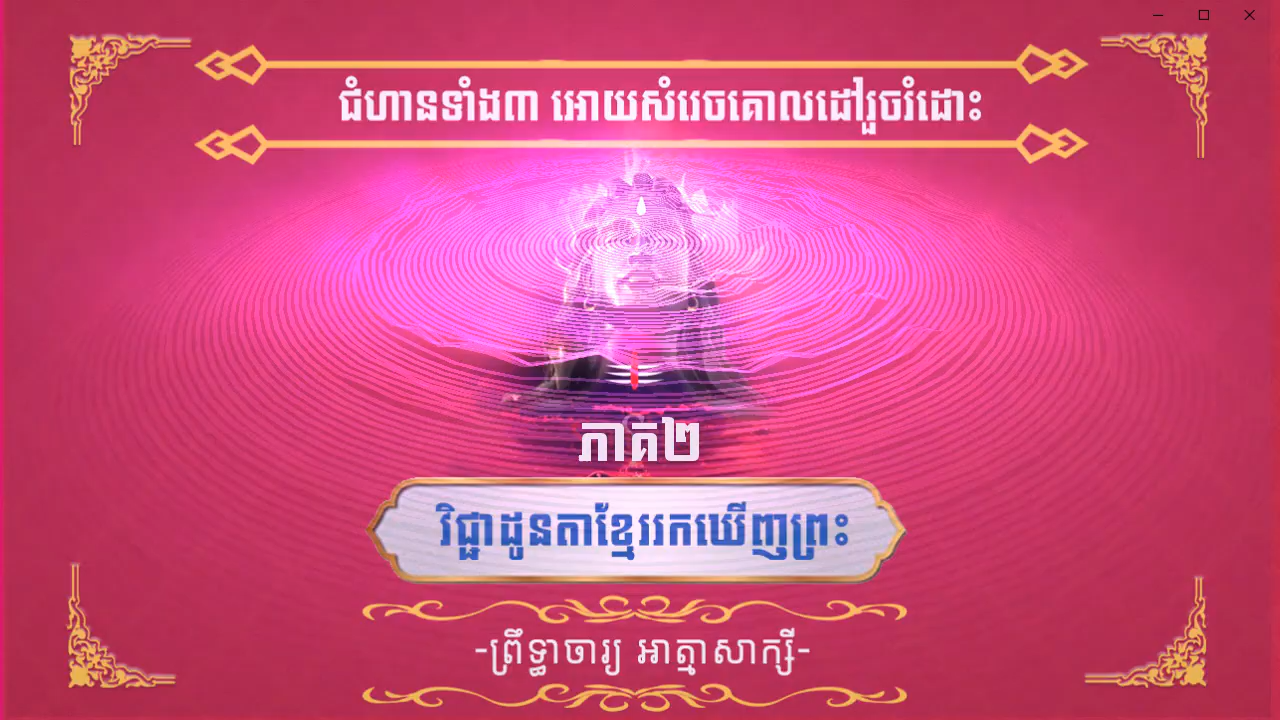 ជំហានទាំង៣ អោយសំរេចគោលដៅរួចរំដោះ
ភាគ២
វិជ្ជាដូនតាខ្មែររកឃើញព្រះ
-ព្រឹទ្ធាចារ្យ អាត្មាសាក្សី-